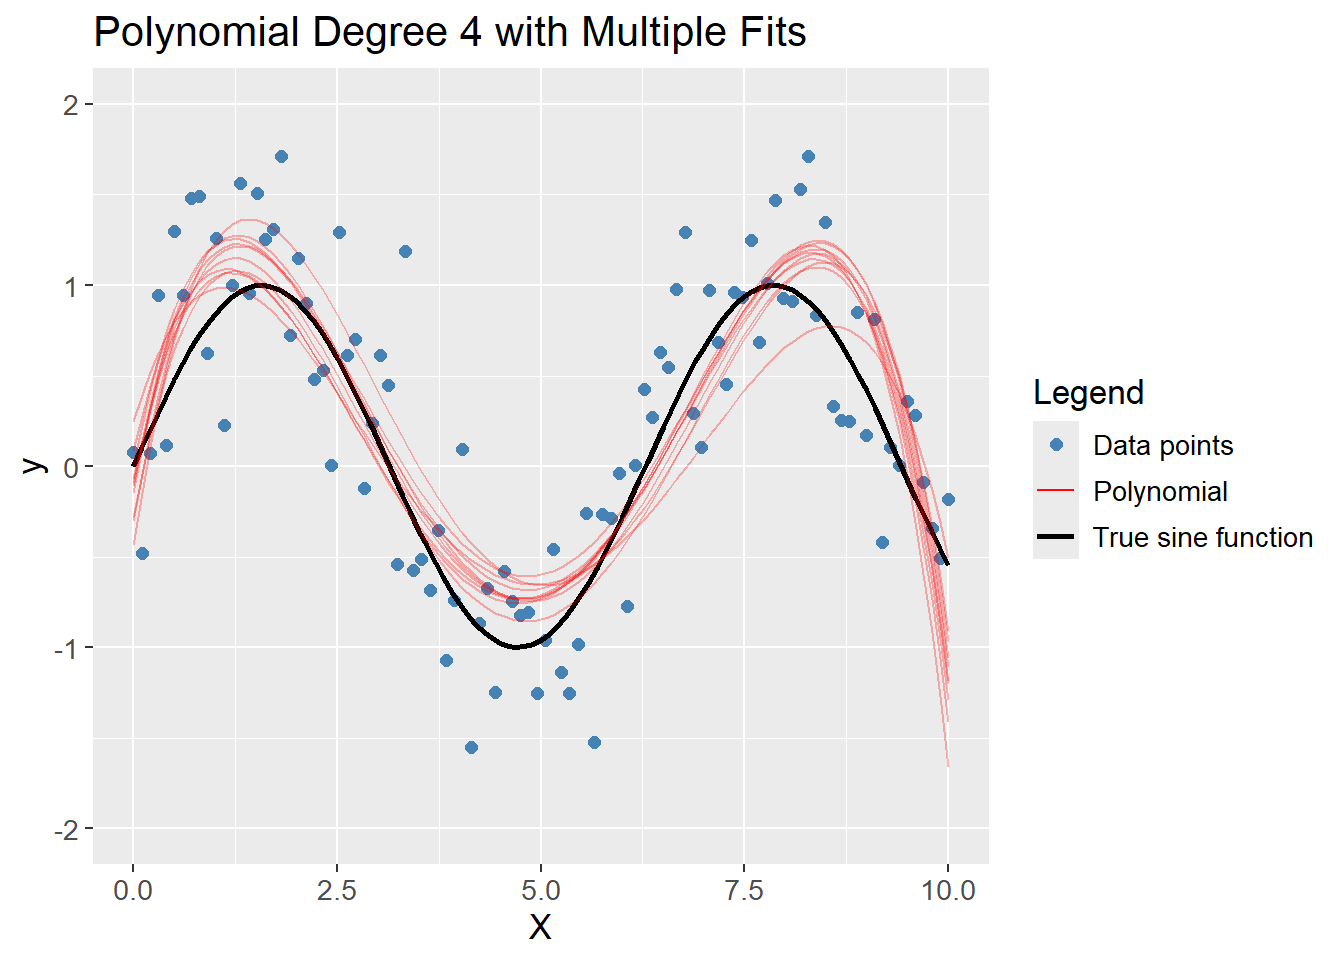 Polynomial Degree 4 with Multiple Fits
2
1
0
-1
-2
y
0.0 2.5 5.0 7.5 10.0
X
Legend
Data points
Polynomial
True sine function